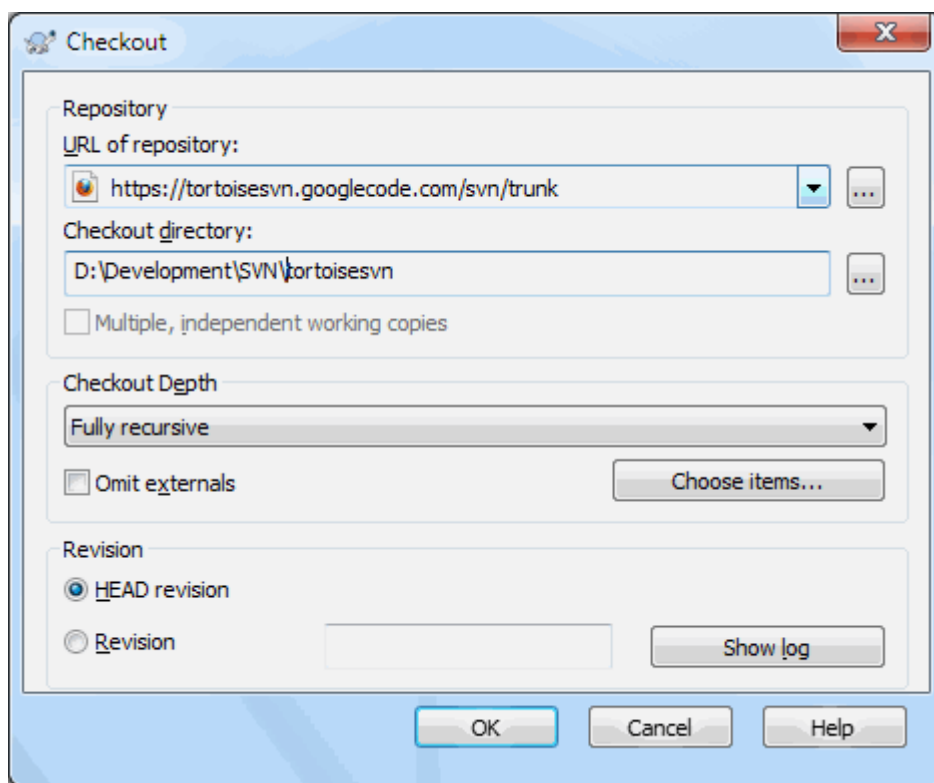 Checkout
Repository
URL of repository:
https://tortoisesvn.googlecode.com/svn/trunk
...
Checkout directory:
D:\Development\SVN\tortoisesvn
...
Multiple, independent working copies
Checkout Depth
Fully recursive
Omit externals
Choose items...
Revision
HEAD revision
Revision
Show log
OK
Cancel
Help